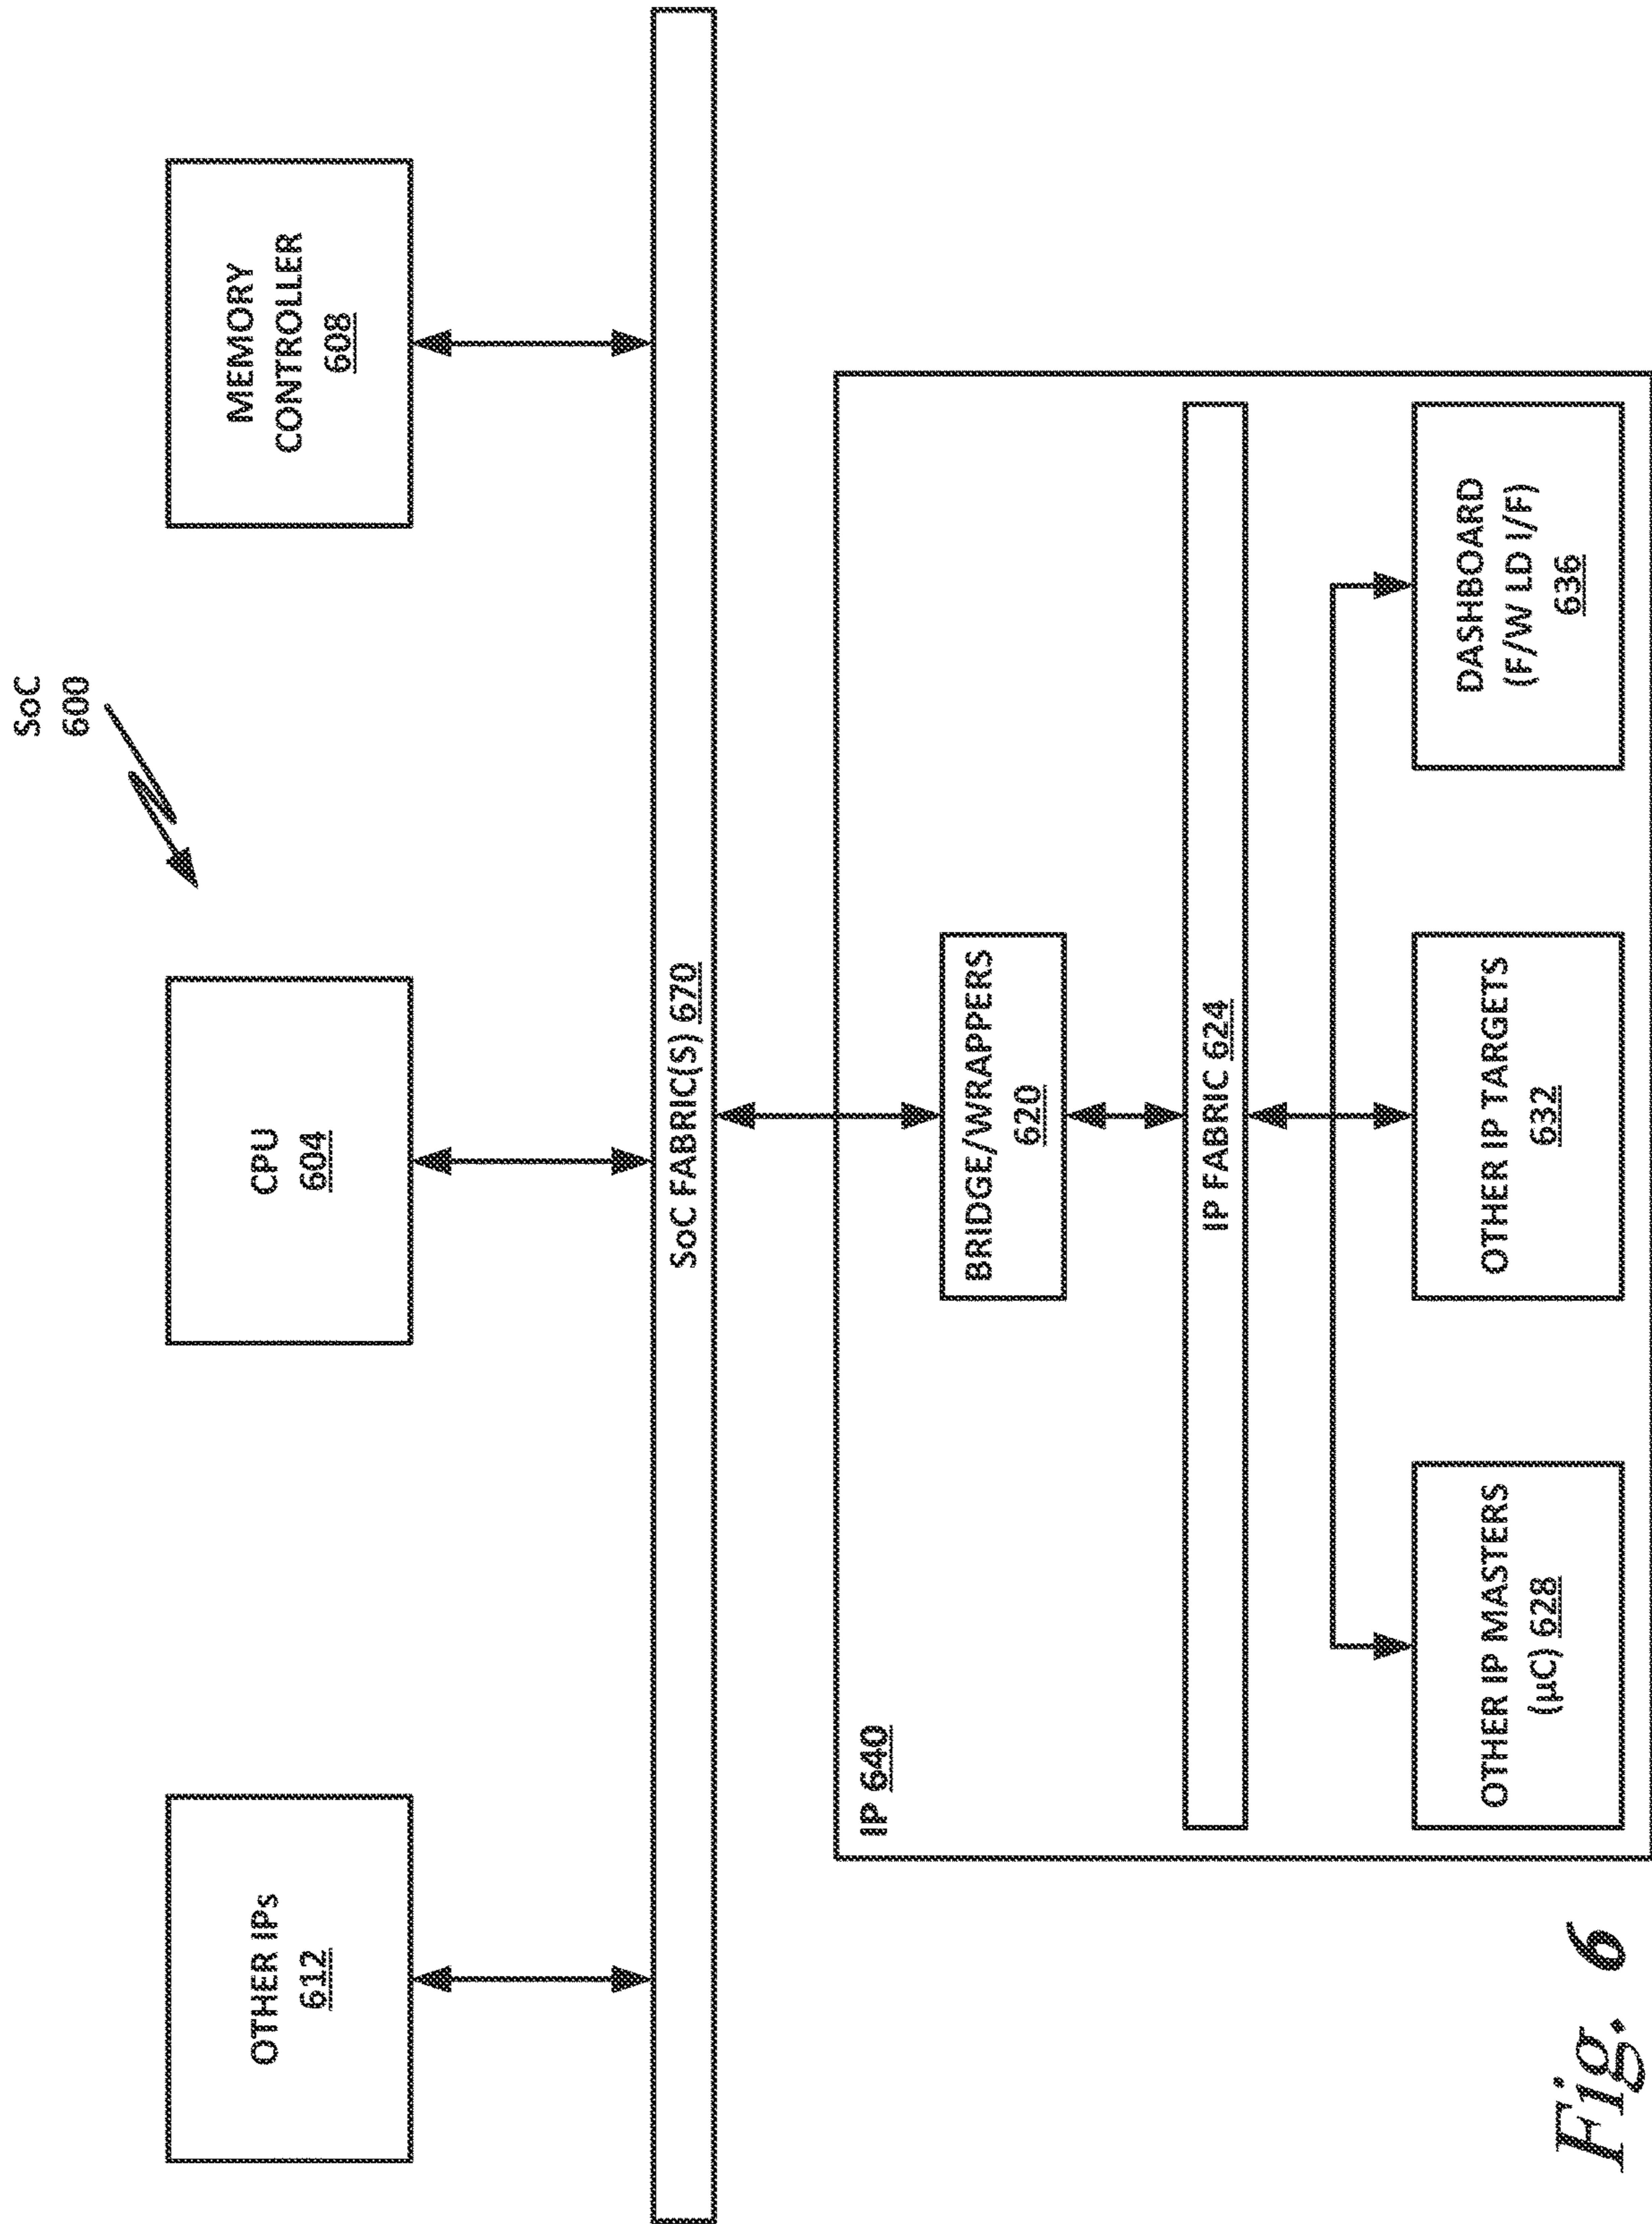 SoC
600
OTHER IPs
612
CPU
604
MEMORY
CONTROLLER
608
SoC FABRIC(S) 670
IP 640
BRIDGE/WRAPPERS
620
IP FABRIC 624
OTHER IP MASTERS
(µC) 628
OTHER IP TARGETS
632
DASHBOARD
(F/W LD I/F)
636
Fig. 6